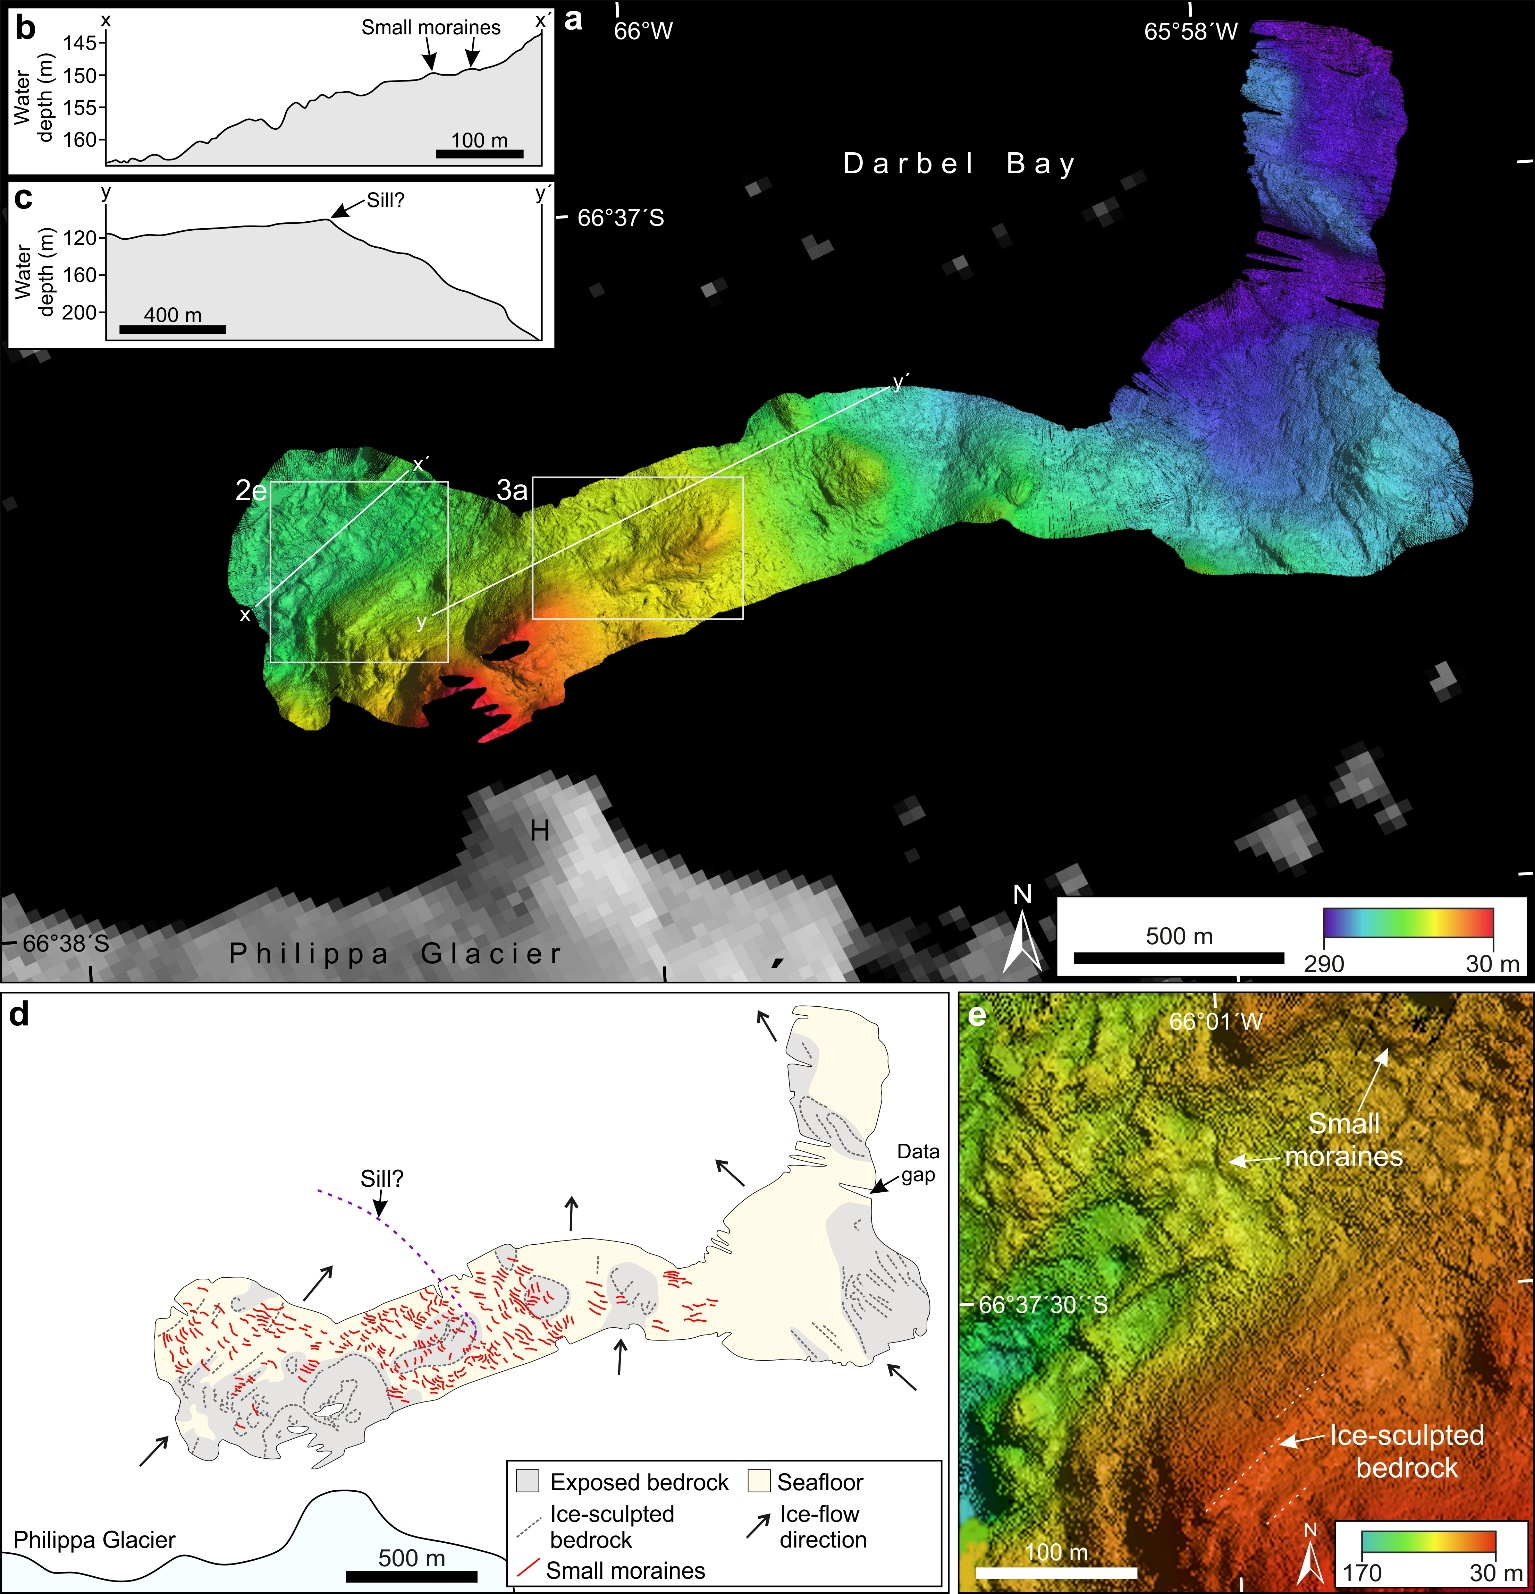 b
x
x´
Small moraines
145
150
155
160
Water
depth (m)
100 m
c
y
y´
Sill?
120
160
200
Water
depth (m)
400 m
a
66°W
65°58´W
Darbel Bay
66°37´S
y´
x´
2e
3a
x
y
H
66°38´S
Philippa Glacier
N
500 m
290
30 m
d
Sill?
Data
gap
Philippa Glacier
500 m
Exposed bedrock
Seafloor
Ice-sculpted
bedrock
Ice-flow
direction
Small moraines
e
66°01´W
Small
moraines
66°37´30´´S
Ice-sculpted
bedrock
100 m
N
170
30 m